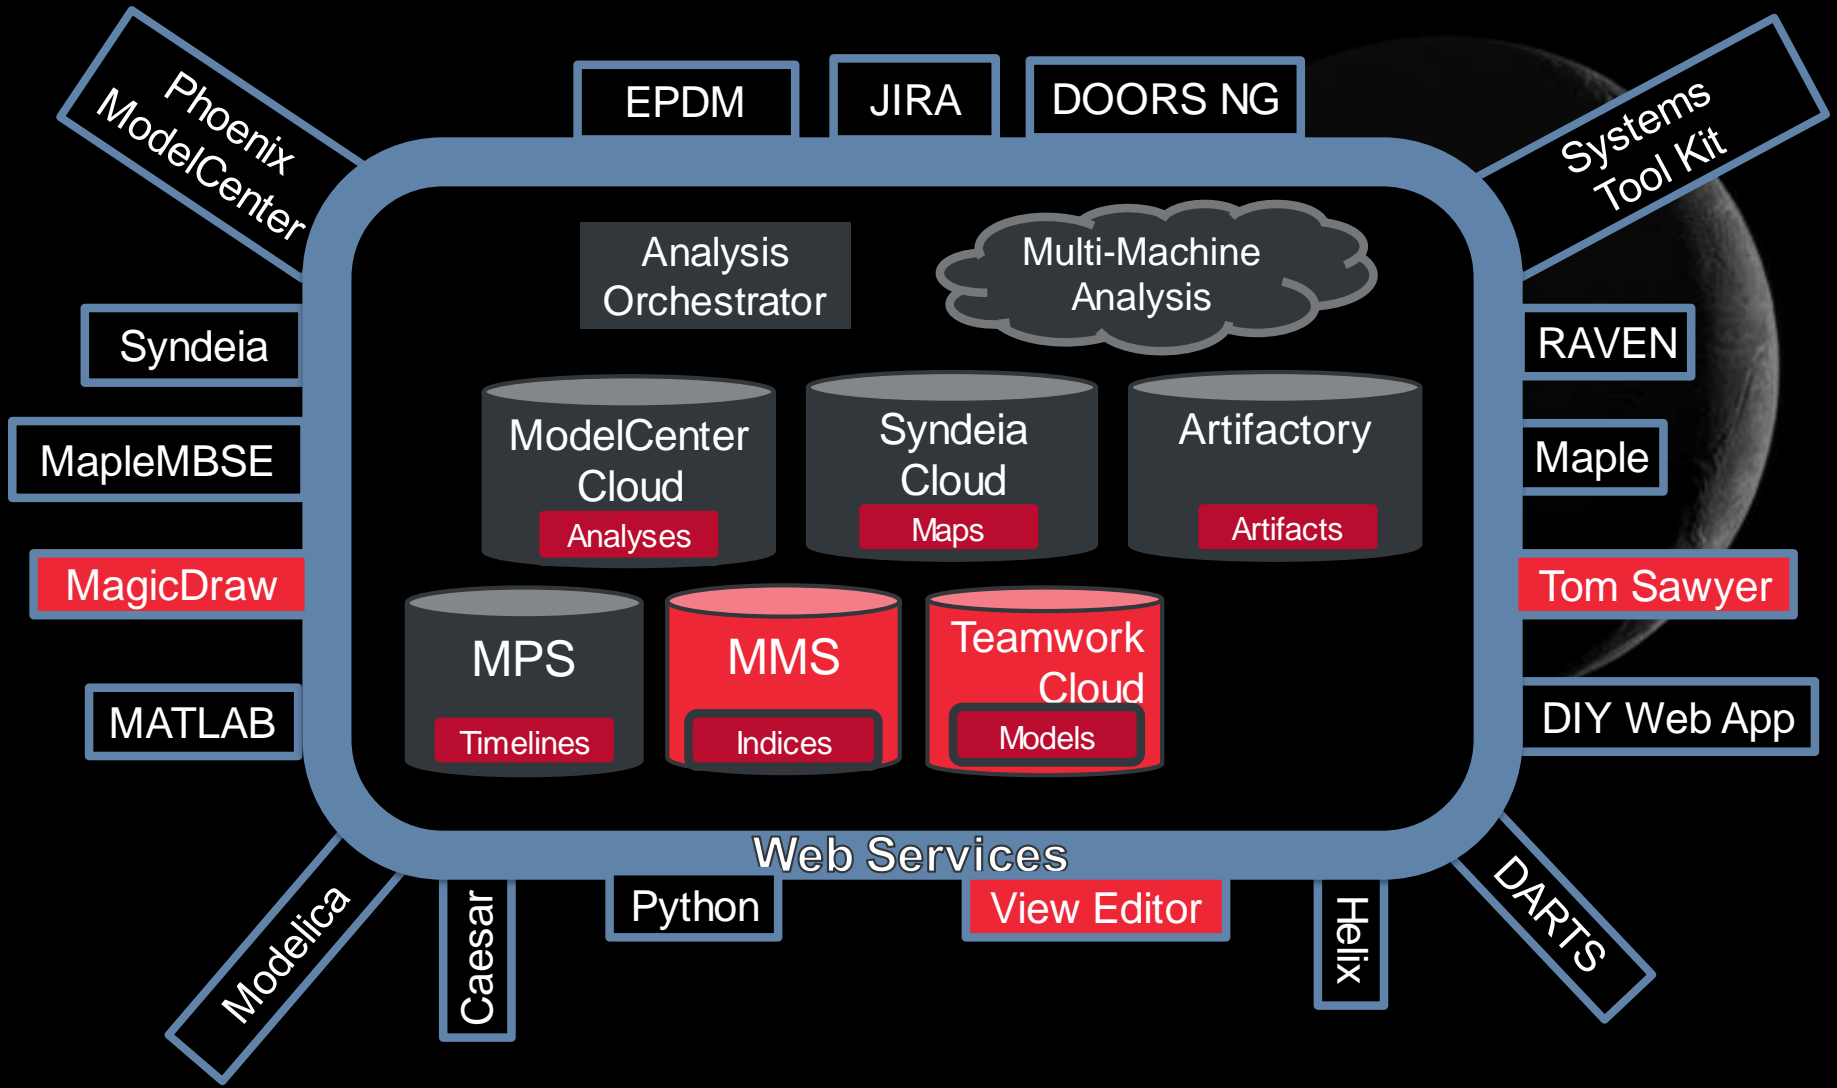 Phoenix
ModelCenter
EPDM
JIRA
DOORS NG
Systems
Tool Kit
Analysis
Orchestrator
Multi-Machine
Analysis
Syndeia
RAVEN
ModelCenter
Cloud
Analyses
Syndeia
Cloud
Maps
Artifactory
Artifacts
MapleMBSE
Maple
MagicDraw
Tom Sawyer
MPS
Timelines
MMS
Indices
Teamwork
Cloud
Models
MATLAB
DIY Web App
Web Services
Modelica
Caesar
Python
View Editor
Helix
DARTS